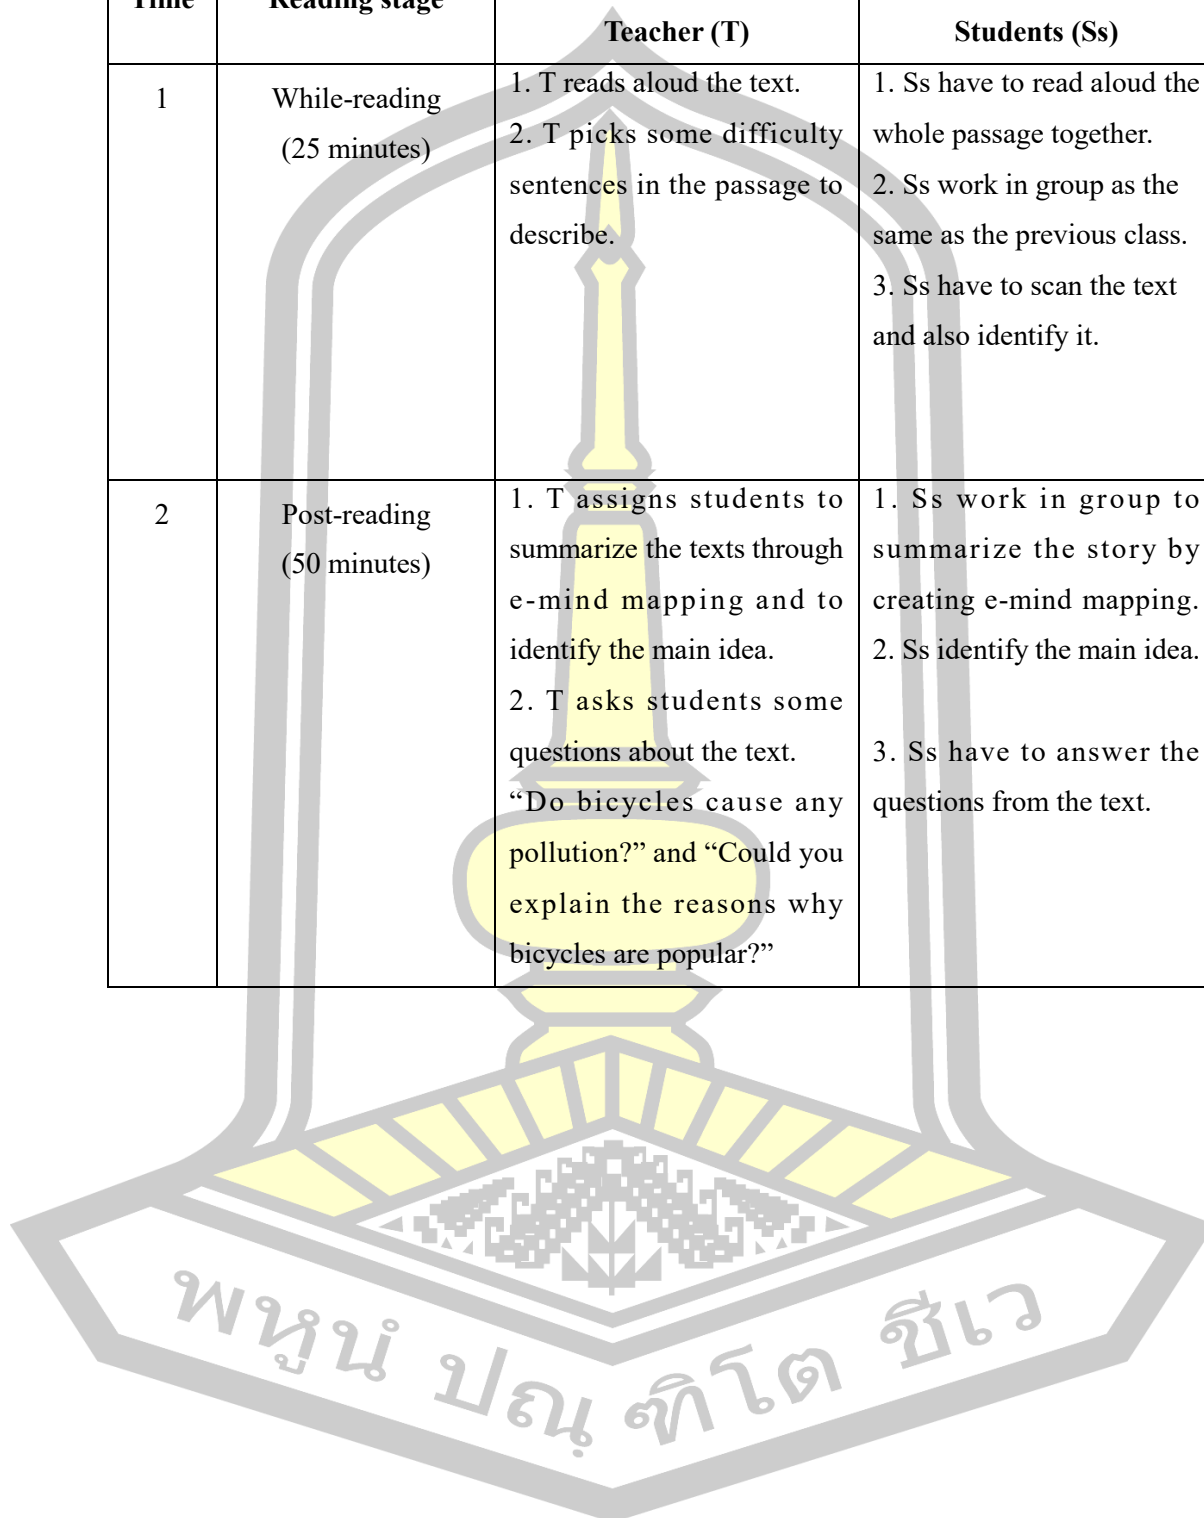 Time Reading stage
Teacher (T) Students (Ss)
1
While-reading
(25 minutes)
1. T reads aloud the text.
2. T picks some difficulty
sentences in the passage to
describe.
1. Ss have to read aloud the
whole passage together.
2. Ss work in group as the
same as the previous class.
3. Ss have to scan the text
and also identify it.
2
Post-reading
(50 minutes)
1. T assigns students to
summarize the texts through
e-mind mapping and to
identify the main idea.
2. T asks students some
questions about the text.
“Do bicycles cause any
pollution?” and “Could you
explain the reasons why
bicycles are popular?”
1. Ss work in group to
summarize the story by
creating e-mind mapping.
2. Ss identify the main idea.
3. Ss have to answer the
questions from the text.
พหูนํ ปณฺ ฑิโต ชีเว